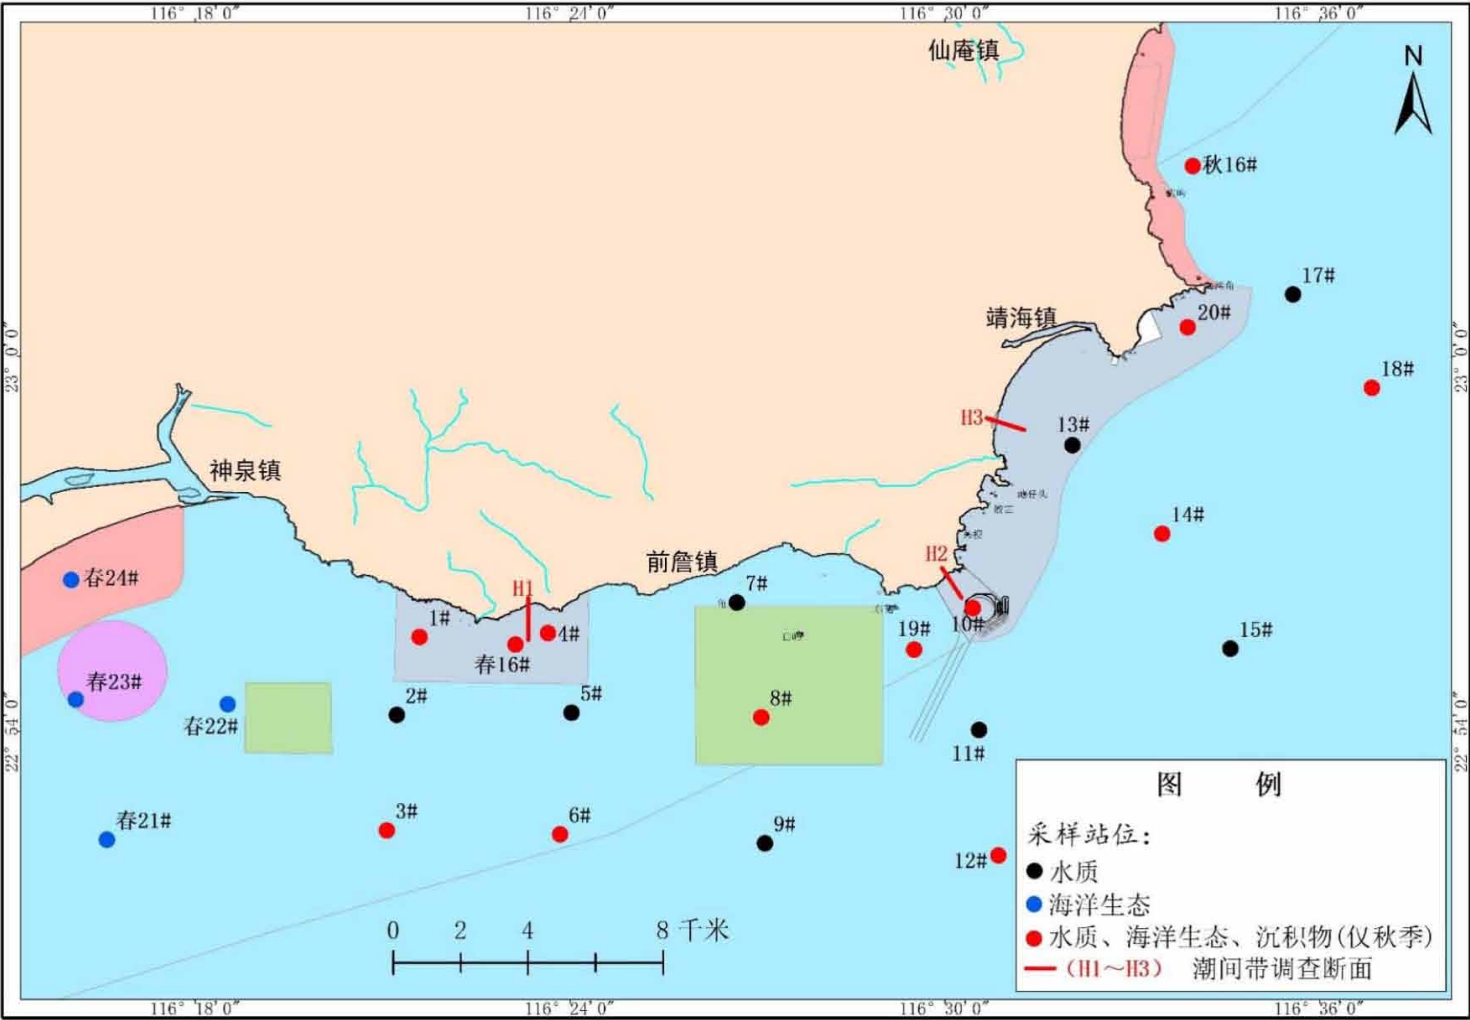 116° 18′ 0″
116° 24′ 0″
116° 30′ 0″
116° 36′ 0″
仙庵镇
N
秋16#
17#
靖海镇
20#
23° 0′ 0″
23° 0′ 0″
18#
H3
13#
神泉镇
14#
前詹镇
H2
春24#
H1
7#
1#
4#
19#
10#
15#
春16#
春23#
2#
5#
8#
春22#
22° 54′ 0″
22° 54′ 0″
11#
春21#
3#
6#
9#
12#
0 2 4 8 千米
图 例
采样站位:
水质
海洋生态
水质、海洋生态、沉积物(仅秋季)
(H1~H3) 潮间带调查断面
116° 18′ 0″
116° 24′ 0″
116° 30′ 0″
116° 36′ 0″